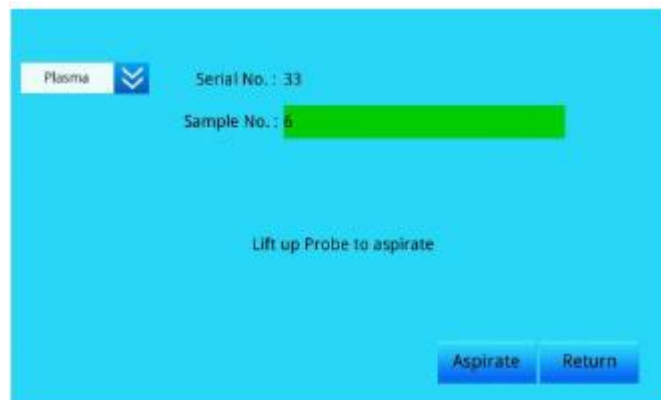 Plasma
Serial No. : 33
Sample No. : 6
Lift up Probe to aspirate
Aspirate
Return